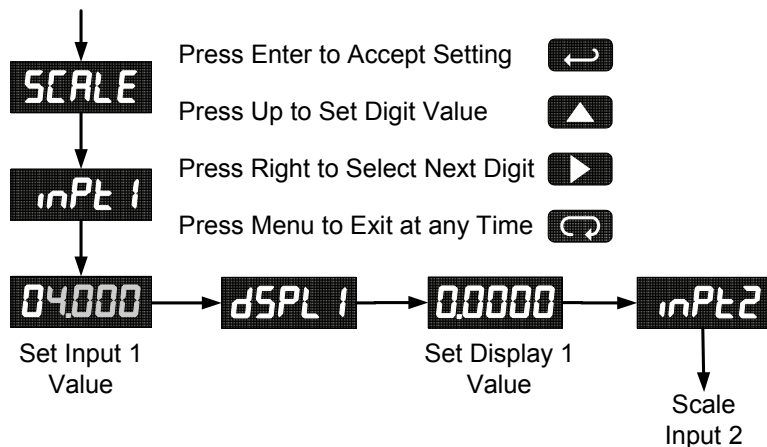 Press Enter to Accept Setting
SCALE
Press Up to Set Digit Value
Press Right to Select Next Digit
inPt 1
Press Menu to Exit at any Time
04.000
dSPL 1
0.0000
inPt2
Set Input 1
Value
Set Display 1
Value
Scale
Input 2